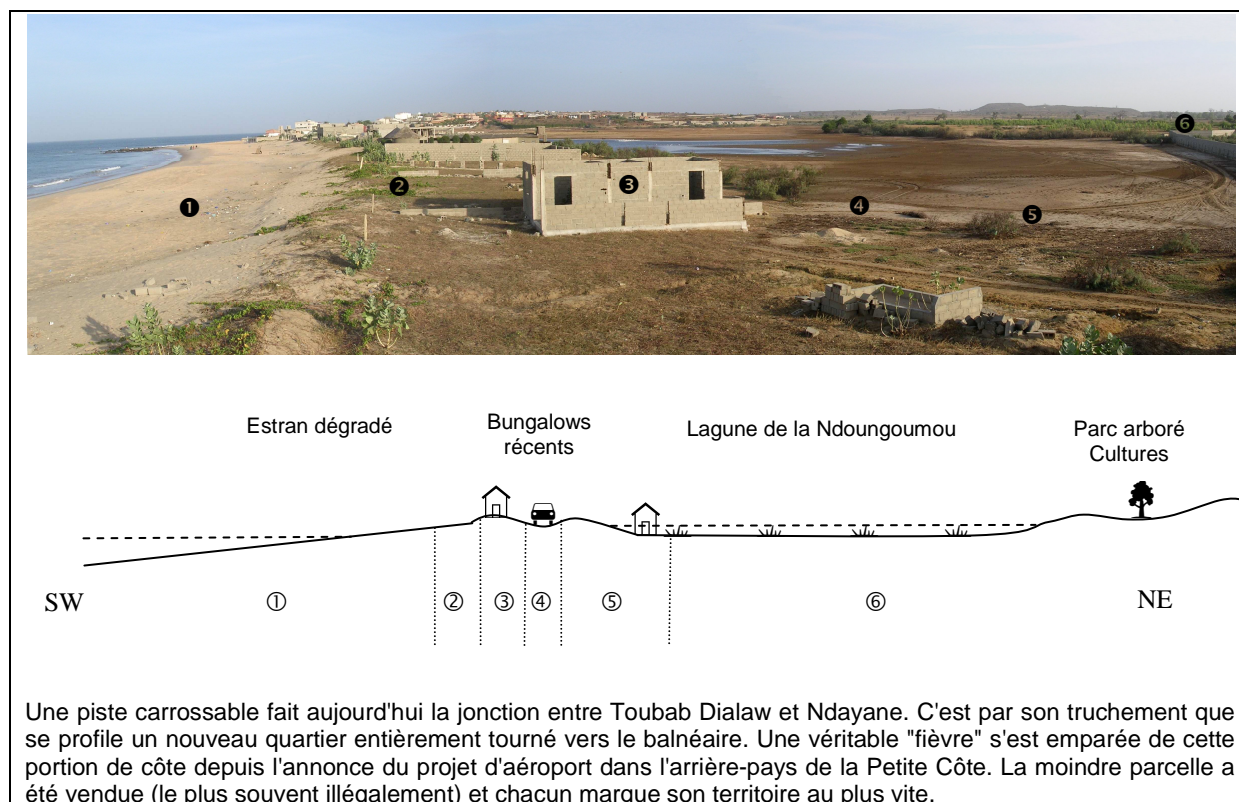 ❶
❷
❸
❹
❺
❻
Estran dégradé
Bungalows
récents
Lagune de la Ndoungoumou
Parc arboré
Cultures
SW
①
②
③
④
⑤
⑥
NE
Une piste carrossable fait aujourd'hui la jonction entre Toubab Dialaw et Ndayane. C'est par son truchement que
se profile un nouveau quartier entièrement tourné vers le balnéaire. Une véritable "fièvre" s'est emparée de cette
portion de côte depuis l'annonce du projet d'aéroport dans l'arrière-pays de la Petite Côte. La moindre parcelle a
été vendue (le plus souvent illégalement) et chacun marque son territoire au plus vite.